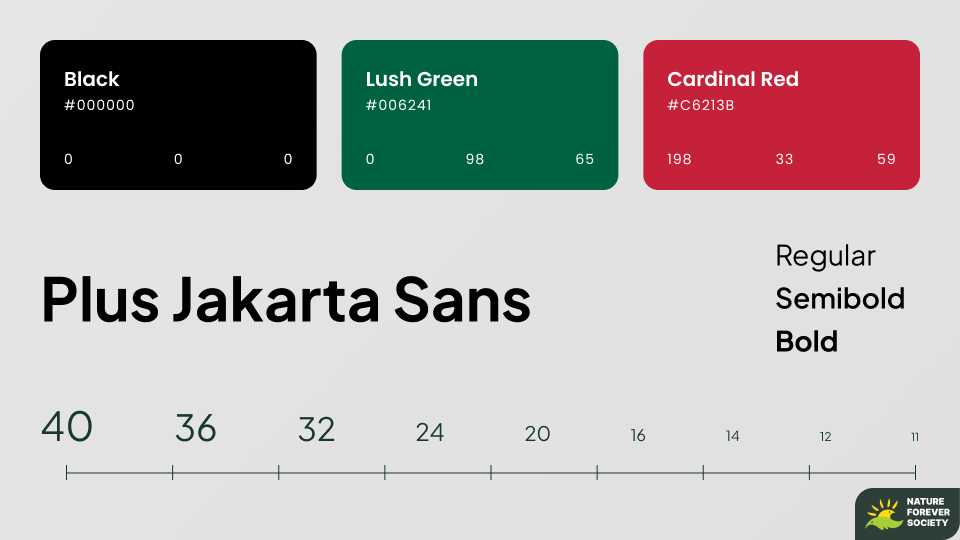 Black
#000000
0 0 0
Lush Green
#006241
0 98 65
Cardinal Red
#C6213B
198 33 59
Plus Jakarta Sans
Regular
Semibold
Bold
40 36 32 24 20 16 14 12 11
NATURE
FOREVER
SOCIETY